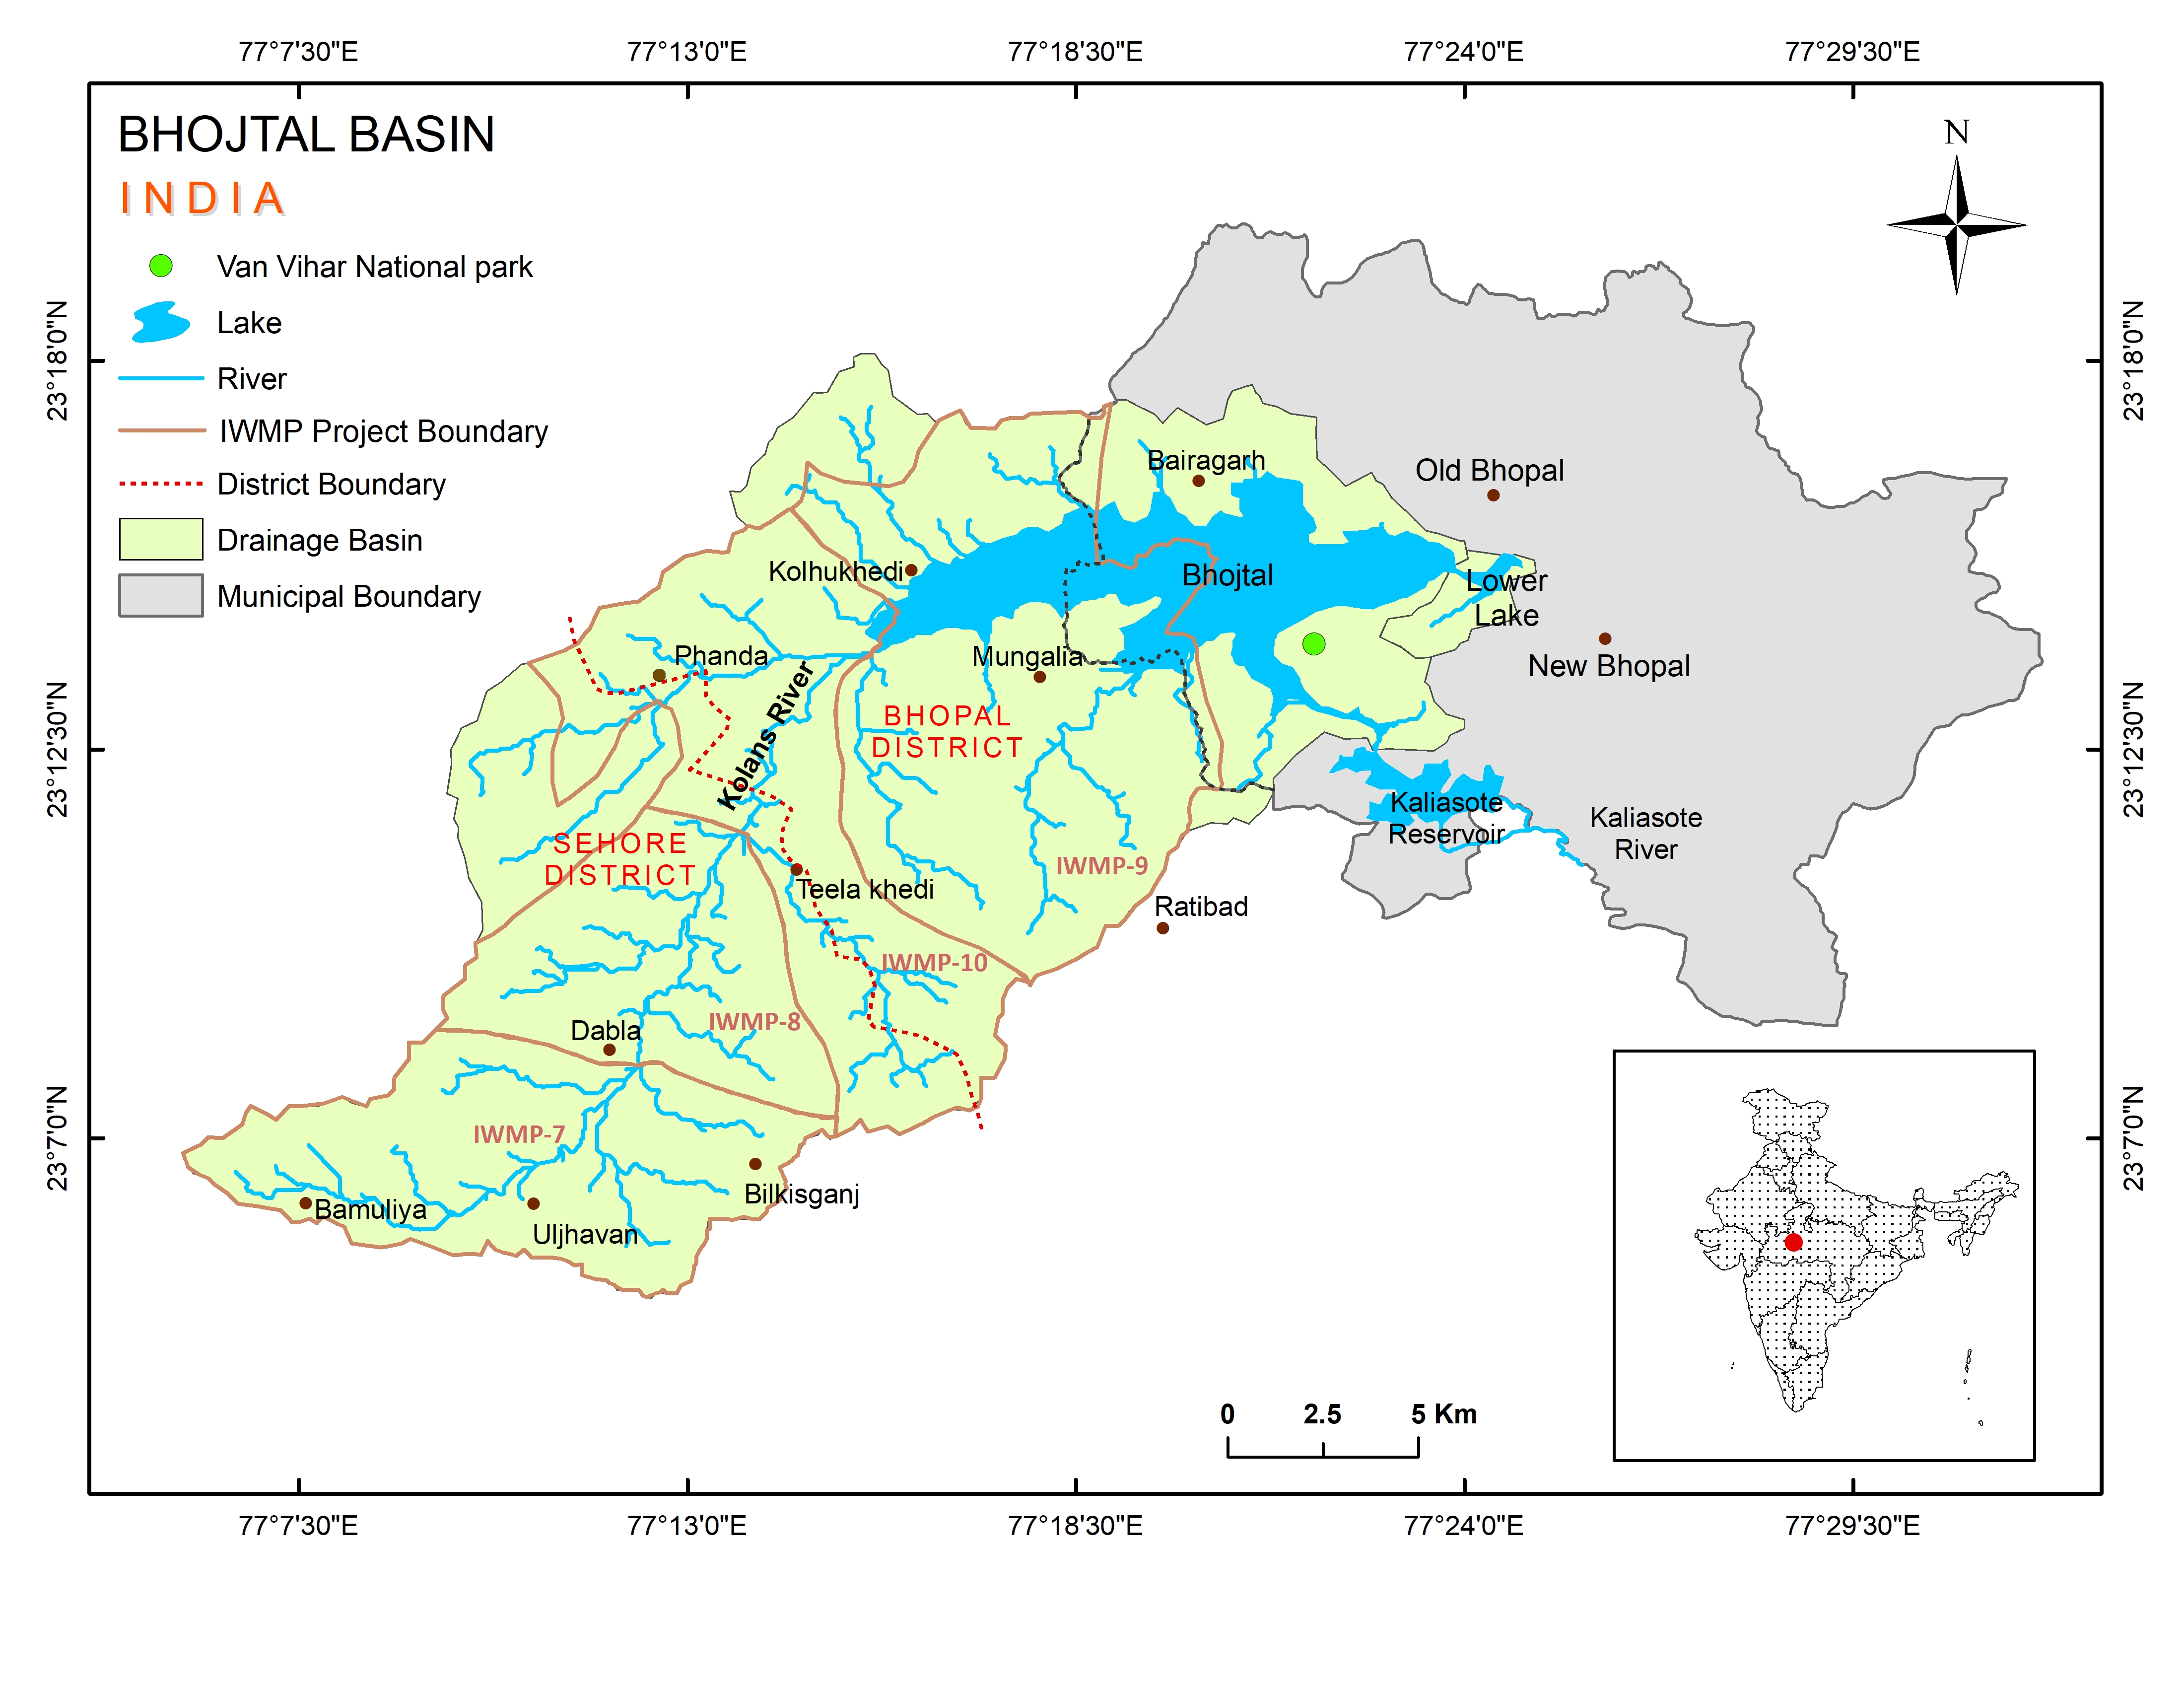 77°7'30"E
77°13'0"E
77°18'30"E
77°24'0"E
77°29'30"E
BHOJTAL BASIN
INDIA
Van Vihar National park
Lake
River
IWMP Project Boundary
District Boundary
Drainage Basin
Municipal Boundary
N
23°18'0"N
23°18'0"N
23°12'30"N
23°12'30"N
23°7'0"N
23°7'0"N
Bairagarh
Old Bhopal
Kolhukhedi
Bhojtal
Lower
Lake
Phanda
Mungalia
New Bhopal
Kolans River
BHOPAL
DISTRICT
Kaliasote
Reservoir
Kaliasote
River
SEHORE
DISTRICT
IWMP-9
Teela khedi
Ratibad
IWMP-10
IWMP-8
Dabla
IWMP-7
Bilkisganj
Bamuliya
Uljhavan
0
2.5
5 Km
77°7'30"E
77°13'0"E
77°18'30"E
77°24'0"E
77°29'30"E